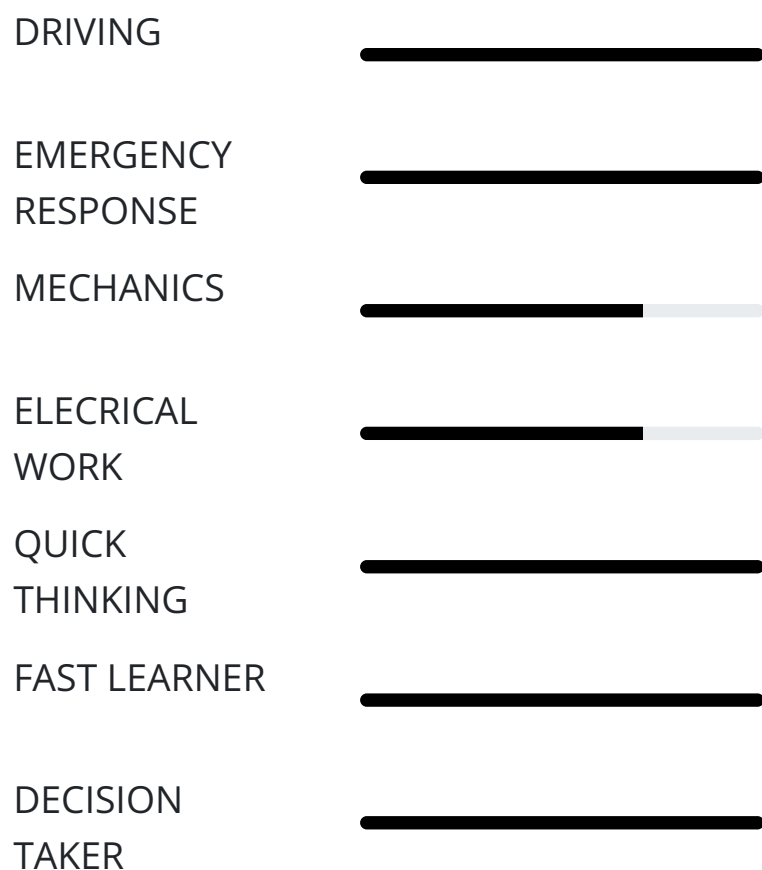 DRIVING
EMERGENCY
RESPONSE
MECHANICS
ELECRICAL
WORK
QUICK
THINKING
FAST LEARNER
DECISION
TAKER